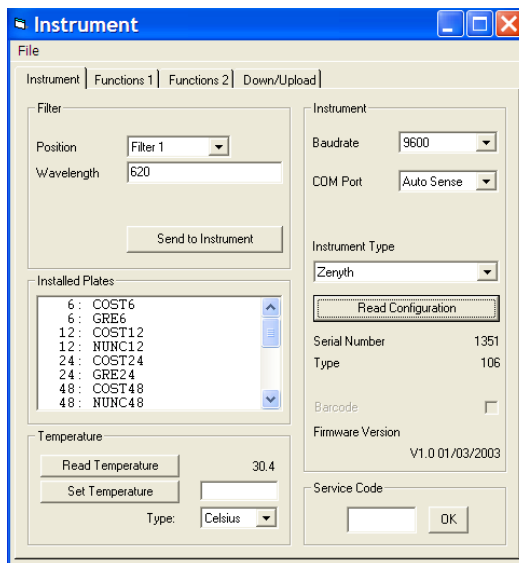 Instrument
File
Instrument Functions 1 Functions 2 Down/Upload
Filter
Position Filter 1
Wavelength 620
Send to Instrument
Installed Plates
6: COST6
6: GRE6
12: COST12
12: NUNC12
24: COST24
24: GRE24
48: COST48
48: NUNC48
Temperature
Read Temperature 30.4
Set Temperature
Type: Celsius
Instrument
Baudrate 9600
COM Port Auto Sense
Instrument Type
Zenyth
Read Configuration
Serial Number 1351
Type 106
Barcode
Firmware Version
V1.0 01/03/2003
Service Code
OK